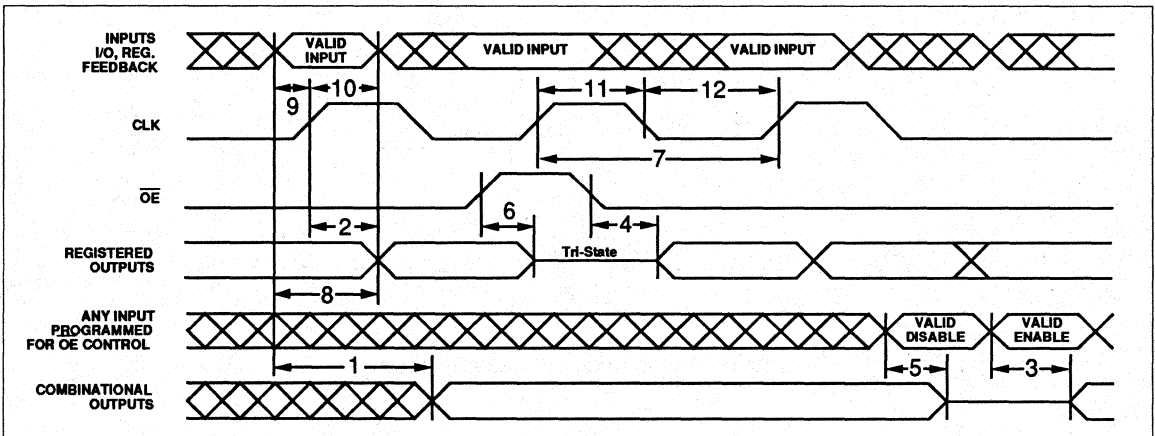 INPUTS
I/O, REG.
FEEDBACK
VALID
INPUT
VALID INPUT
VALID INPUT
9
10
11
12
CLK
7
OE
2
6
4
REGISTERED
OUTPUTS
Tri-State
8
ANY INPUT
PROGRAMMED
FOR OE CONTROL
VALID
DISABLE
VALID
ENABLE
1
5
3
COMBINATIONAL
OUTPUTS